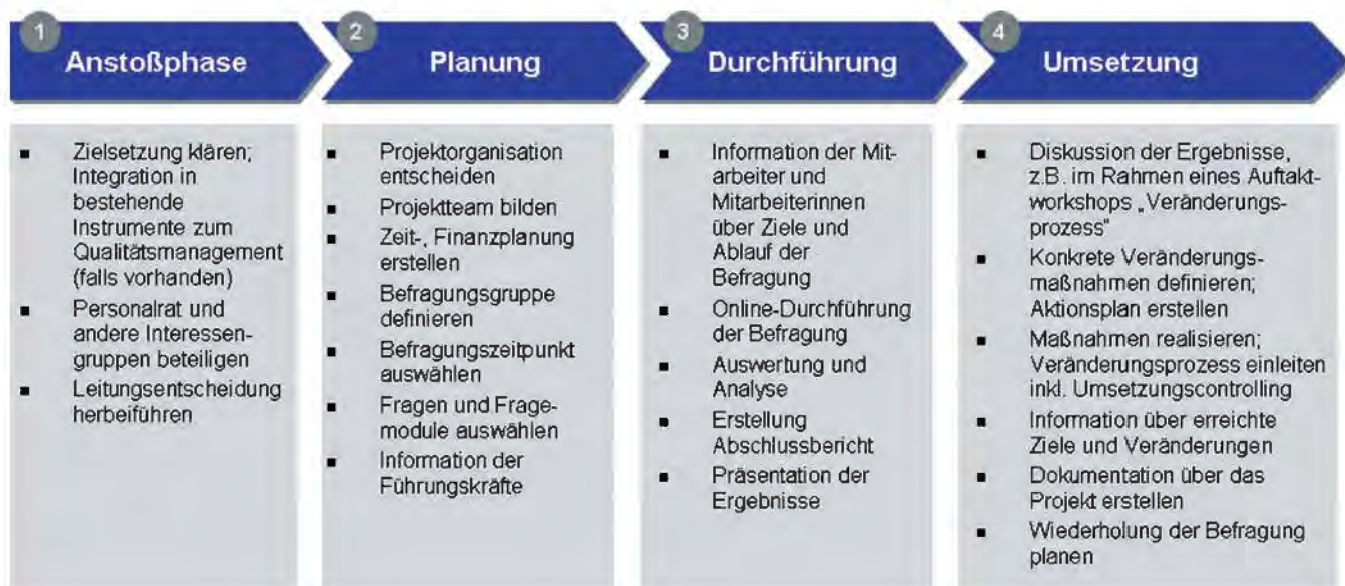 1
Anstoßphase
2
Planung
3
Durchführung
4
Umsetzung
▪ Zielsetzung klären;
Integration in
bestehende
Instrumente zum
Qualitätsmanagement
(falls vorhanden)
▪ Personalrat und
andere Interessen-
gruppen beteiligen
▪ Leitungsentscheidung
herbeiführen
▪ Projektorganisation
entscheiden
▪ Projektteam bilden
▪ Zeit-, Finanzplanung
erstellen
▪ Befragungsgruppe
definieren
▪ Befragungszeitpunkt
auswählen
▪ Fragen und Frage-
module auswählen
▪ Information der
Führungskräfte
▪ Information der Mit-
arbeiter und
Mitarbeiterinnen
über Ziele und
Ablauf der
Befragung
▪ Online-Durchführung
der Befragung
▪ Auswertung und
Analyse
▪ Erstellung
Abschlussbericht
▪ Präsentation der
Ergebnisse
▪ Diskussion der Ergebnisse,
z.B. im Rahmen eines Auftakt-
workshops „Veränderungs-
prozess“
▪ Konkrete Veränderungs-
maßnahmen definieren;
Aktionsplan erstellen
▪ Maßnahmen realisieren;
Veränderungsprozess einleiten
inkl. Umsetzungscontrolling
▪ Information über erreichte
Ziele und Veränderungen
▪ Dokumentation über das
Projekt erstellen
▪ Wiederholung der Befragung
planen